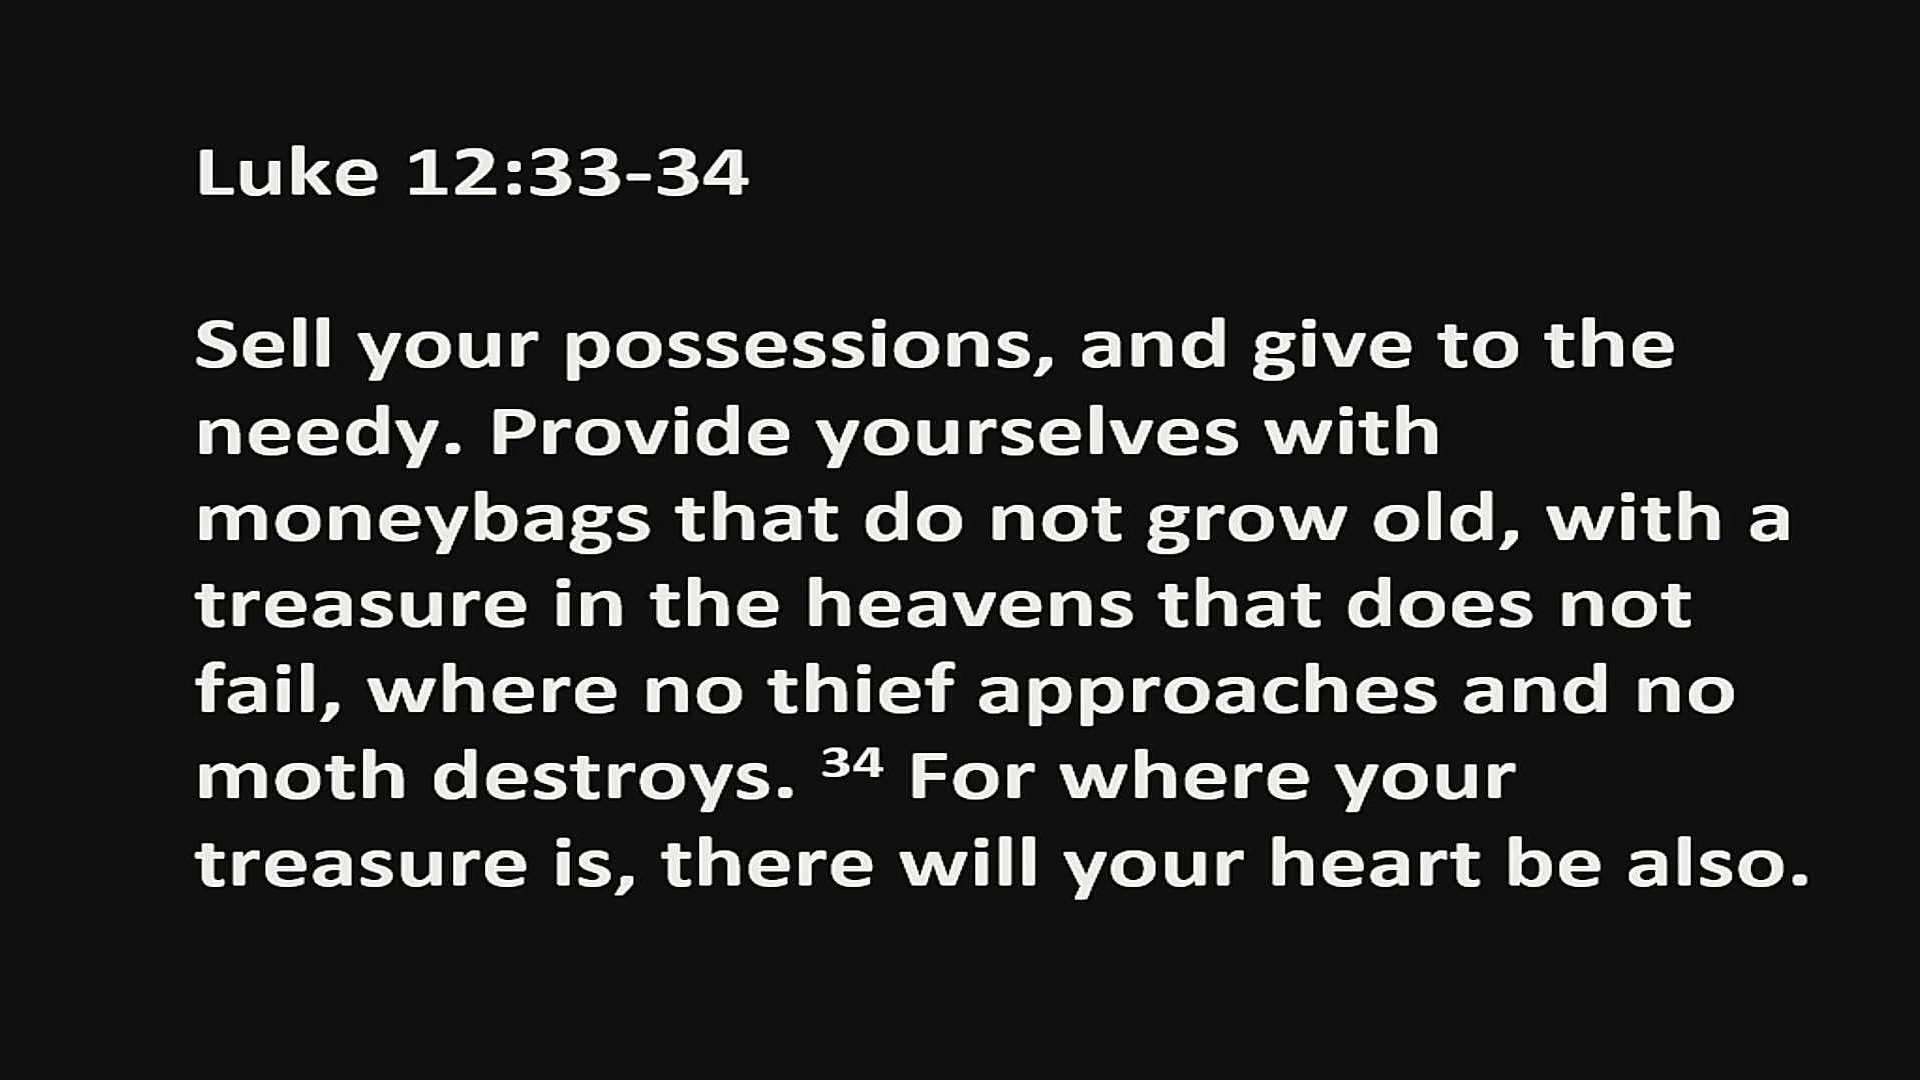 Luke 12:33-34
Sell your possessions, and give to the
needy. Provide yourselves with
moneybags that do not grow old, with a
treasure in the heavens that does not
fail, where no thief approaches and no
moth destroys. ³⁴ For where your
treasure is, there will your heart be also.